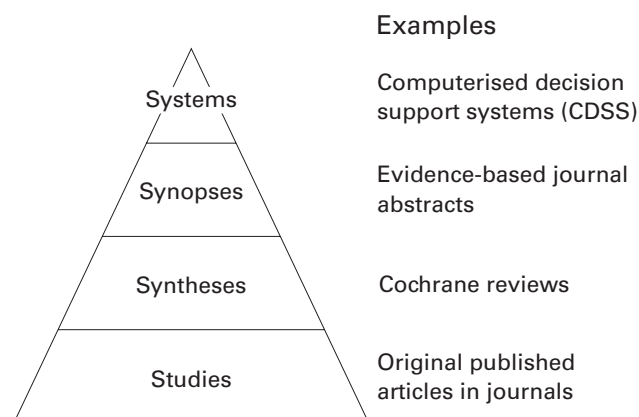 Examples
Systems
Computerised decision
support systems (CDSS)
Synopses
Evidence-based journal
abstracts
Syntheses
Cochrane reviews
Studies
Original published
articles in journals